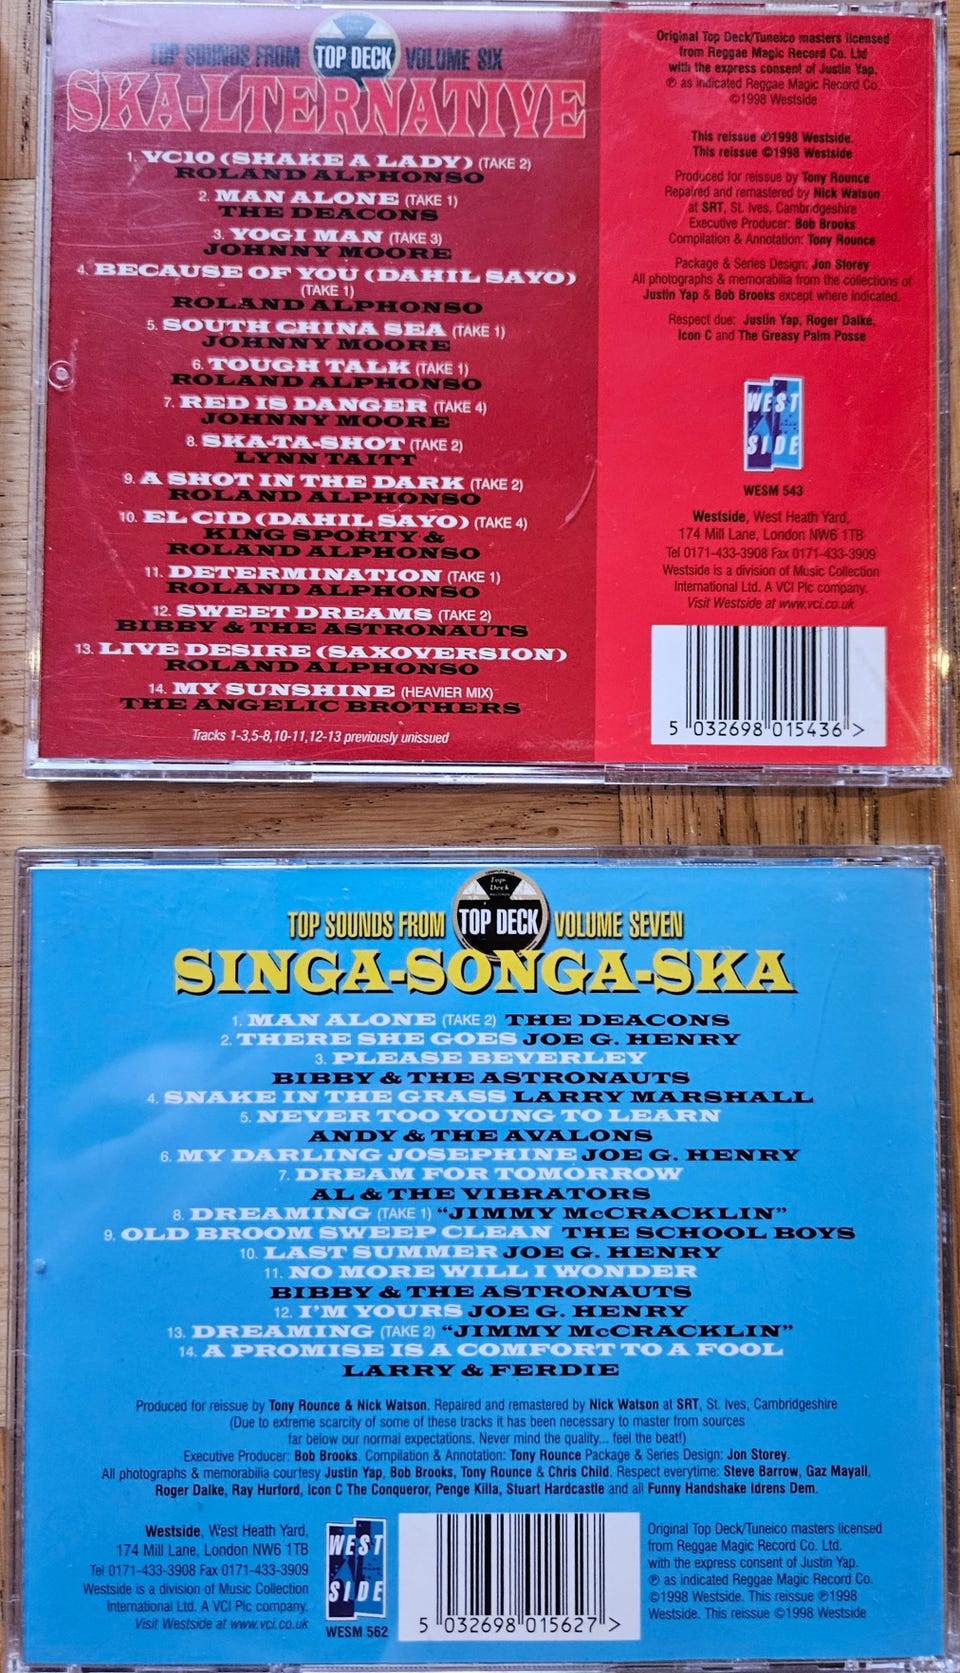 TOP SOUNDS FROM TOP DECK VOLUME SIX
SKA-LTERNATIVE
1. VC10 (SHAKE A LADY) (TAKE 2)
ROLAND ALPHONSO
2. MAN ALONE (TAKE 1)
THE DEACONS
3. YOGI MAN (TAKE 3)
JOHNNY MOORE
4. BECAUSE OF YOU (DAHIL SAYO)
(TAKE 1)
ROLAND ALPHONSO
5. SOUTH CHINA SEA (TAKE 1)
JOHNNY MOORE
6. TOUGH TALK (TAKE 1)
ROLAND ALPHONSO
7. RED IS DANGER (TAKE 4)
JOHNNY MOORE
8. SKA-TA-SHOT (TAKE 2)
LYNN TAITT
9. A SHOT IN THE DARK (TAKE 2)
ROLAND ALPHONSO
10. EL CID (DAHIL SAYO) (TAKE 4)
KING SPORTY &
ROLAND ALPHONSO
11. DETERMINATION (TAKE 1)
ROLAND ALPHONSO
12. SWEET DREAMS (TAKE 2)
BIBBY & THE ASTRONAUTS
13. LIVE DESIRE (SAXOVERSION)
ROLAND ALPHONSO
14. MY SUNSHINE (HEAVIER MIX)
THE ANGELIC BROTHERS
Tracks 1-3,5-8,10-11,12-13 previously unissued
Original Top Deck/Tuneico masters licensed
from Reggae Magic Record Co. Ltd
with the express consent of Justin Yap.
℗ as indicated Reggae Magic Record Co.
©1998 Westside
This reissue ℗1998 Westside.
This reissue ©1998 Westside
Produced for reissue by Tony Rounce
Repaired and remastered by Nick Watson
at SRT, St. Ives, Cambridgeshire
Executive Producer: Bob Brooks
Compilation & Annotation: Tony Rounce
Package & Series Design: Jon Storey
All photographs & memorabilia from the collections of
Justin Yap & Bob Brooks except where indicated.
Respect due: Justin Yap, Roger Dalke,
Icon C and The Greasy Palm Posse
WEST
SIDE
WESM 543
Westside, West Heath Yard,
174 Mill Lane, London NW6 1TB
Tel 0171-433-3908 Fax 0171-433-3909
Westside is a division of Music Collection
International Ltd. A VCI Plc company.
Visit Westside at www.vci.co.uk
5 032698 015436 >
Top
Deck
TOP SOUNDS FROM TOP DECK VOLUME SEVEN
SINGA-SONGA-SKA
1. MAN ALONE (TAKE 2) THE DEACONS
2. THERE SHE GOES JOE G. HENRY
3. PLEASE BEVERLEY
BIBBY & THE ASTRONAUTS
4. SNAKE IN THE GRASS LARRY MARSHALL
5. NEVER TOO YOUNG TO LEARN
ANDY & THE AVALONS
6. MY DARLING JOSEPHINE JOE G. HENRY
7. DREAM FOR TOMORROW
AL & THE VIBRATORS
8. DREAMING (TAKE 1) "JIMMY McCRACKLIN"
9. OLD BROOM SWEEP CLEAN THE SCHOOL BOYS
10. LAST SUMMER JOE G. HENRY
11. NO MORE WILL I WONDER
BIBBY & THE ASTRONAUTS
12. I'M YOURS JOE G. HENRY
13. DREAMING (TAKE 2) "JIMMY McCRACKLIN"
14. A PROMISE IS A COMFORT TO A FOOL
LARRY & FERDIE
Produced for reissue by Tony Rounce & Nick Watson. Repaired and remastered by Nick Watson at SRT, St. Ives, Cambridgeshire
(Due to extreme scarcity of some of these tracks it has been necessary to master from sources
far below our normal expectations. Never mind the quality... feel the beat!)
Executive Producer: Bob Brooks. Compilation & Annotation: Tony Rounce Package & Series Design: Jon Storey.
All photographs & memorabilia courtesy Justin Yap, Bob Brooks, Tony Rounce & Chris Child. Respect everytime: Steve Barrow, Gaz Mayall,
Roger Dalke, Ray Hurford, Icon C The Conqueror, Penge Killa, Stuart Hardcastle and all Funny Handshake Idrens Dem.
Westside, West Heath Yard,
174 Mill Lane, London NW6 1TB
Tel 0171-433-3908 Fax 0171-433-3909
Westside is a division of Music Collection
International Ltd. A VCI Plc company.
Visit Westside at www.vci.co.uk
WEST
SIDE
WESM 562
5 032698 015627 >
Original Top Deck/Tuneico masters licensed
from Reggae Magic Record Co. Ltd.
with the express consent of Justin Yap.
℗ as indicated Reggae Magic Record Co.
©1998 Westside. This reissue ℗1998
Westside. This reissue ©1998 Westside